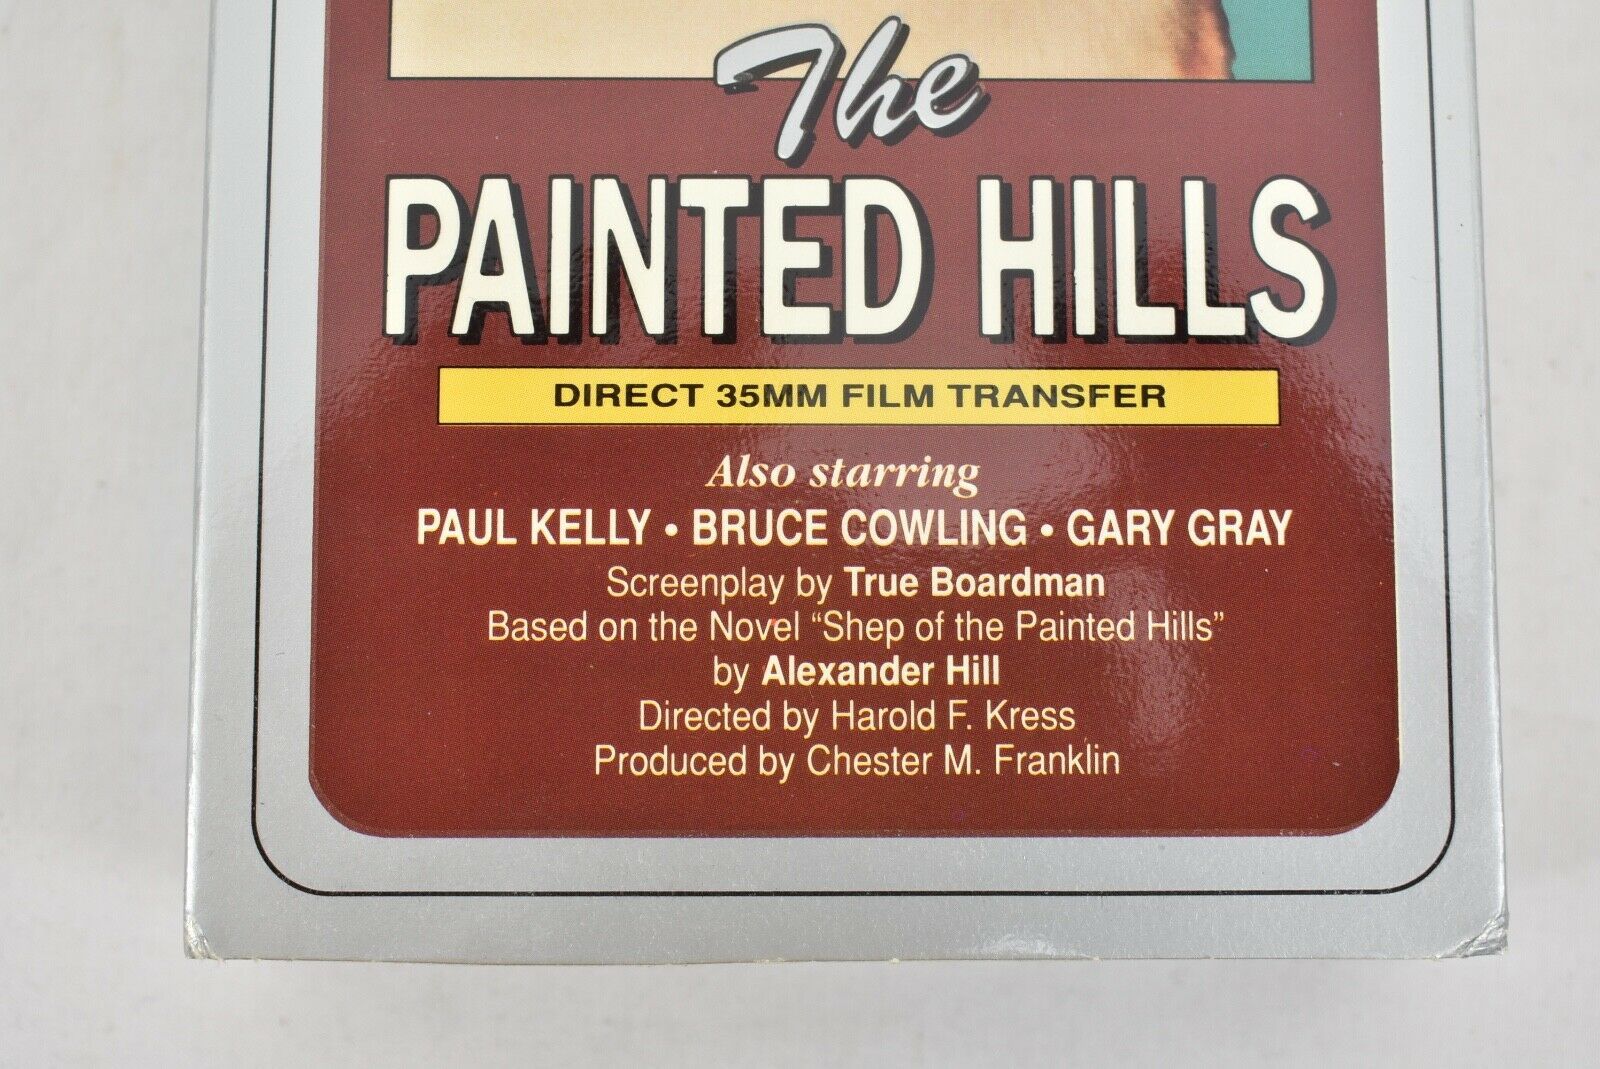 The
PAINTED HILLS
DIRECT 35MM FILM TRANSFER
Also starring
PAUL KELLY • BRUCE COWLING • GARY GRAY
Screenplay by True Boardman
Based on the Novel “Shep of the Painted Hills”
by Alexander Hill
Directed by Harold F. Kress
Produced by Chester M. Franklin